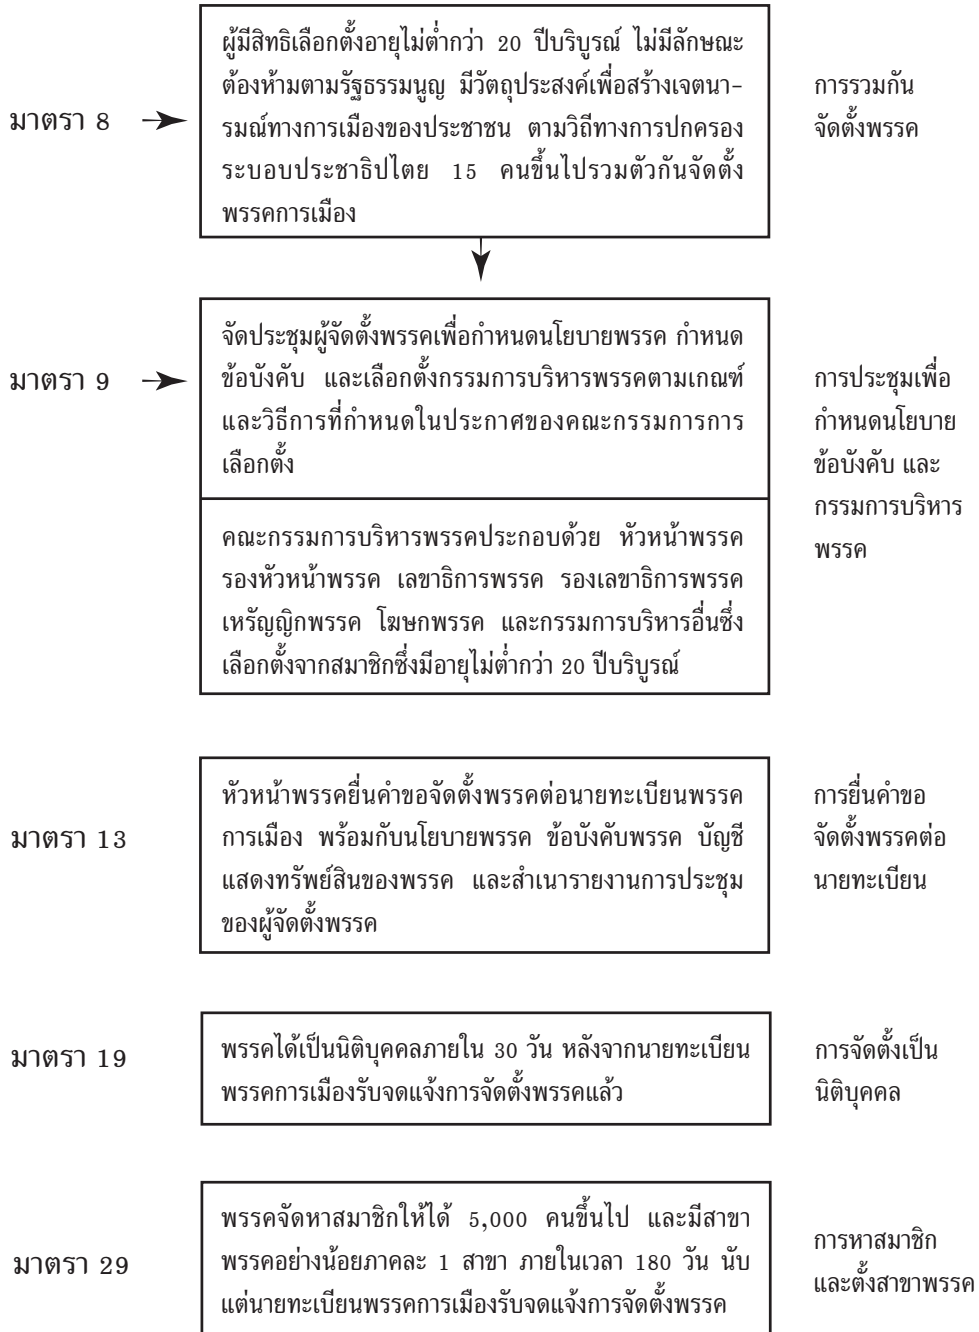 มาตรา 8
ผู้มีสิทธิเลือกตั้งอายุไม่ต่ำกว่า 20 ปีบริบูรณ์ ไม่มีลักษณะ
ต้องห้ามตามรัฐธรรมนูญ มีวัตถุประสงค์เพื่อสร้างเจตนา-
รมณ์ทางการเมืองของประชาชน ตามวิถีทางการปกครอง
ระบอบประชาธิปไตย 15 คนขึ้นไปรวมตัวกันจัดตั้ง
พรรคการเมือง
การรวมกัน
จัดตั้งพรรค
มาตรา 9
จัดประชุมผู้จัดตั้งพรรคเพื่อกำหนดนโยบายพรรค กำหนด
ข้อบังคับ และเลือกตั้งกรรมการบริหารพรรคตามเกณฑ์
และวิธีการที่กำหนดในประกาศของคณะกรรมการการ
เลือกตั้ง
คณะกรรมการบริหารพรรคประกอบด้วย หัวหน้าพรรค
รองหัวหน้าพรรค เลขาธิการพรรค รองเลขาธิการพรรค
เหรัญญิกพรรค โฆษกพรรค และกรรมการบริหารอื่นซึ่ง
เลือกตั้งจากสมาชิกซึ่งมีอายุไม่ต่ำกว่า 20 ปีบริบูรณ์
การประชุมเพื่อ
กำหนดนโยบาย
ข้อบังคับ และ
กรรมการบริหาร
พรรค
มาตรา 13
หัวหน้าพรรคยื่นคำขอจัดตั้งพรรคต่อนายทะเบียนพรรค
การเมือง พร้อมกับนโยบายพรรค ข้อบังคับพรรค บัญชี
แสดงทรัพย์สินของพรรค และสำเนารายงานการประชุม
ของผู้จัดตั้งพรรค
การยื่นคำขอ
จัดตั้งพรรคต่อ
นายทะเบียน
มาตรา 19
พรรคได้เป็นนิติบุคคลภายใน 30 วัน หลังจากนายทะเบียน
พรรคการเมืองรับจดแจ้งการจัดตั้งพรรคแล้ว
การจัดตั้งเป็น
นิติบุคคล
มาตรา 29
พรรคจัดหาสมาชิกให้ได้ 5,000 คนขึ้นไป และมีสาขา
พรรคอย่างน้อยภาคละ 1 สาขา ภายในเวลา 180 วัน นับ
แต่นายทะเบียนพรรคการเมืองรับจดแจ้งการจัดตั้งพรรค
การหาสมาชิก
และตั้งสาขาพรรค